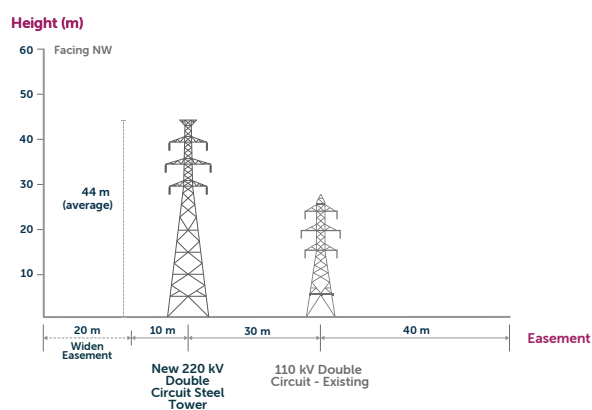 Height (m)
60
Facing NW
50
40
30
44 m
(average)
20
10
20 m
10 m
30 m
40 m
Widen
Easement
Easement
New 220 kV
Double
Circuit Steel
Tower
110 kV Double
Circuit - Existing